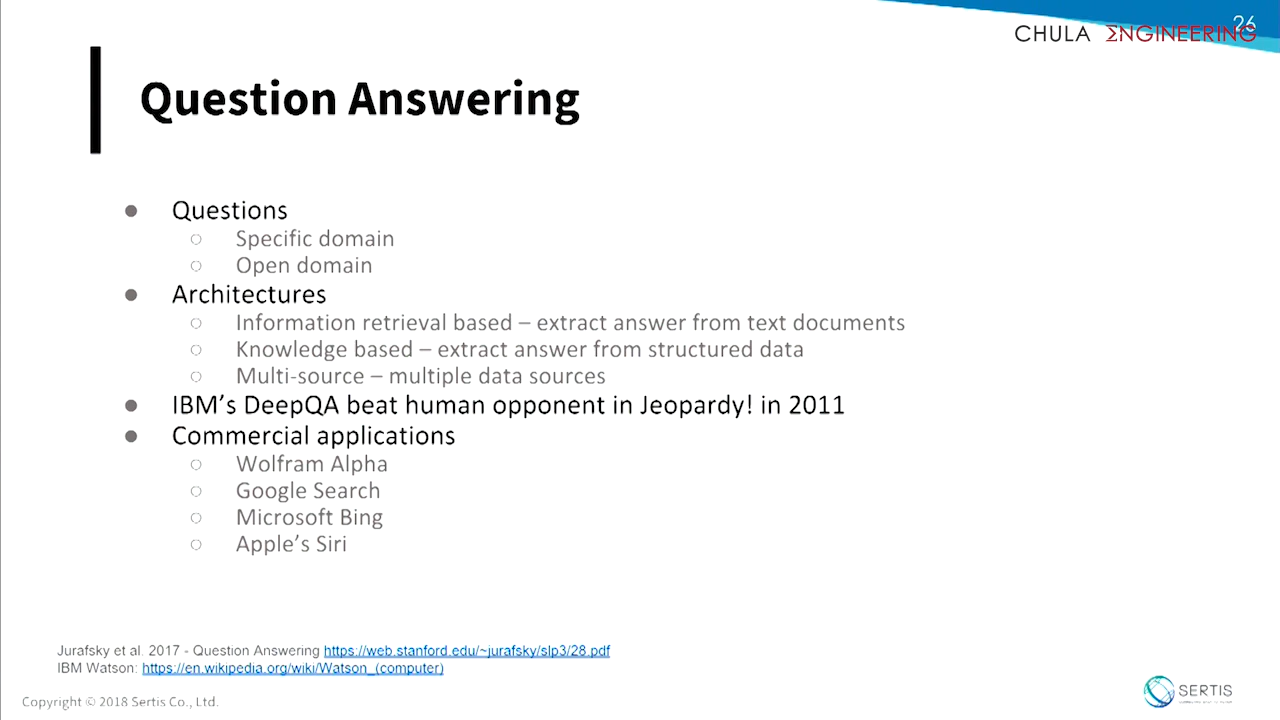 26
CHULA ΣNGINEERING
Question Answering
● Questions
○ Specific domain
○ Open domain
● Architectures
○ Information retrieval based – extract answer from text documents
○ Knowledge based – extract answer from structured data
○ Multi-source – multiple data sources
● IBM’s DeepQA beat human opponent in Jeopardy! in 2011
● Commercial applications
○ Wolfram Alpha
○ Google Search
○ Microsoft Bing
○ Apple’s Siri
Jurafsky et al. 2017 - Question Answering https://web.stanford.edu/~jurafsky/slp3/28.pdf
IBM Watson: https://en.wikipedia.org/wiki/Watson_(computer)
Copyright © 2018 Sertis Co., Ltd.
SERTIS